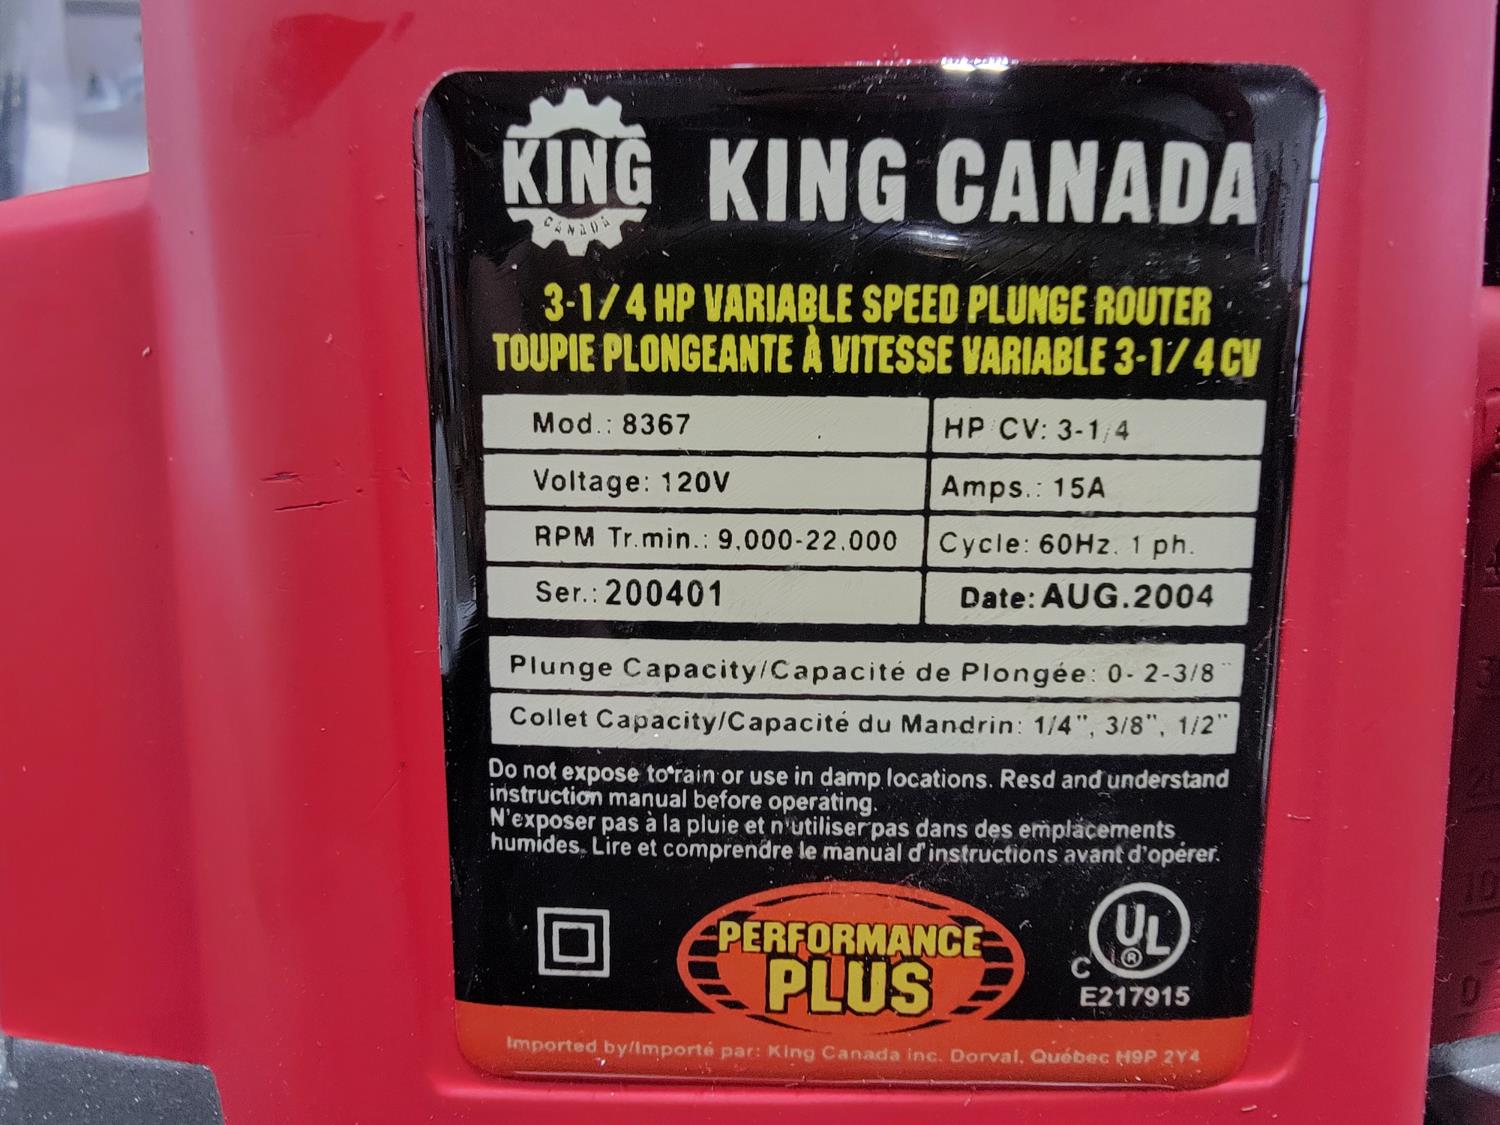 KING
CANADA
KING CANADA
3-1/4 HP VARIABLE SPEED PLUNGE ROUTER
TOUPIE PLONGEANTE À VITESSE VARIABLE 3-1/4 CV
Mod.: 8367
HP CV: 3-1/4
Voltage: 120V
Amps.: 15A
RPM Tr.min.: 9,000-22,000
Cycle: 60Hz. 1 ph.
Ser.: 200401
Date: AUG.2004
Plunge Capacity/Capacité de Plongée: 0- 2-3/8"
Collet Capacity/Capacité du Mandrin: 1/4", 3/8", 1/2"
Do not expose to rain or use in damp locations. Resd and understand
instruction manual before operating.
N'exposer pas à la pluie et n'utiliser pas dans des emplacements
humides. Lire et comprendre le manual d'instructions avant d'opérer.
PERFORMANCE
PLUS
C UL ®
E217915
Imported by/Importé par: King Canada inc. Dorval, Québec H9P 2Y4